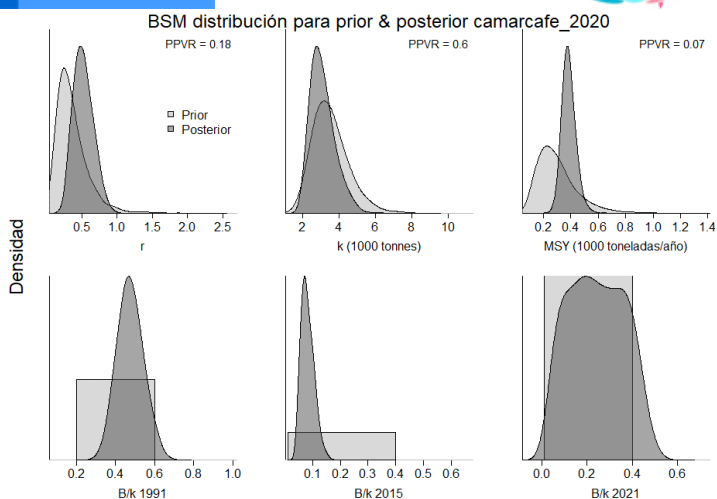 BSM distribución para prior & posterior camarcafe_2020
PPVR = 0.18
PPVR = 0.6
PPVR = 0.07
Prior
Posterior
0.5 1.0 1.5 2.0 2.5
r
2 4 6 8 10
k (1000 tonnes)
0.2 0.4 0.6 0.8 1.0 1.2 1.4
MSY (1000 toneladas/año)
Densidad
0.2 0.4 0.6 0.8 1.0
B/k 1991
0.1 0.2 0.3 0.4 0.5 0.6
B/k 2015
0.0 0.2 0.4 0.6
B/k 2021